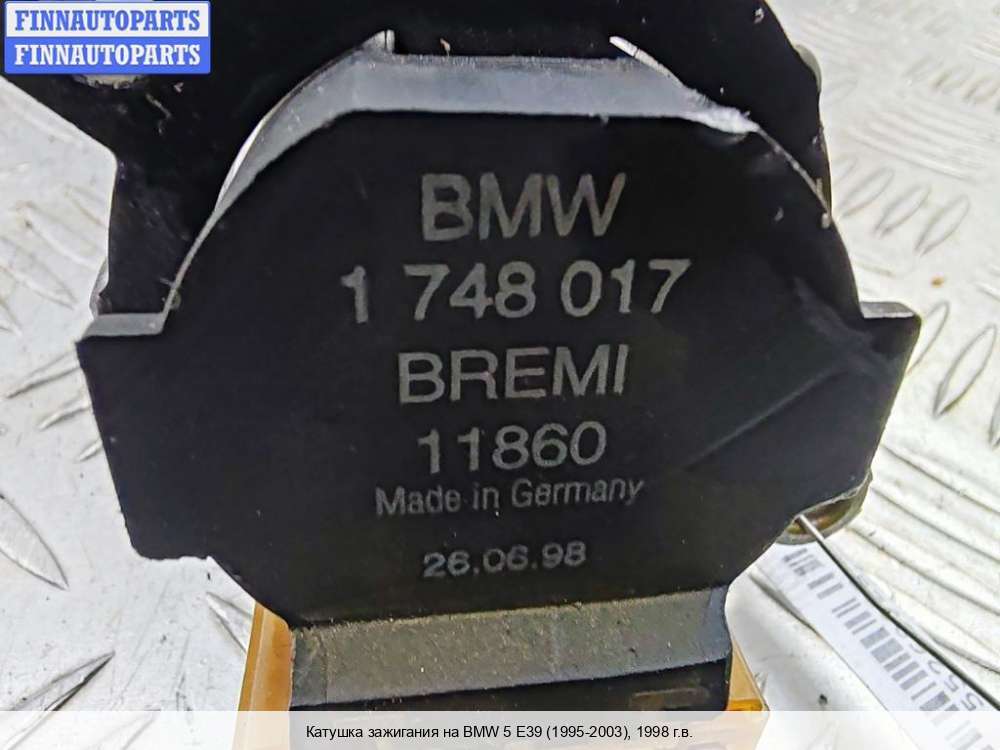 FINNAUTOPARTS
FINNAUTOPARTS
BMW
1 748 017
BREMI
11860
Made in Germany
26.06.98
Катушка зажигания на BMW 5 E39 (1995-2003), 1998 г.в.